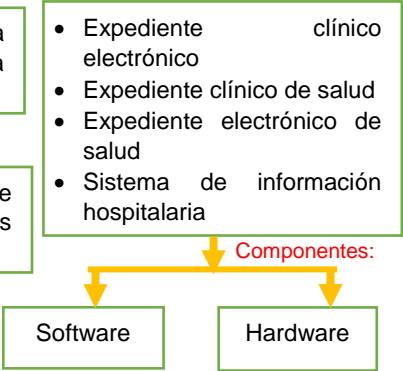 a
a
• Expediente clínico
electrónico
• Expediente clínico de salud
• Expediente electrónico de
salud
• Sistema de información
hospitalaria
e
s
Componentes:
Software
Hardware